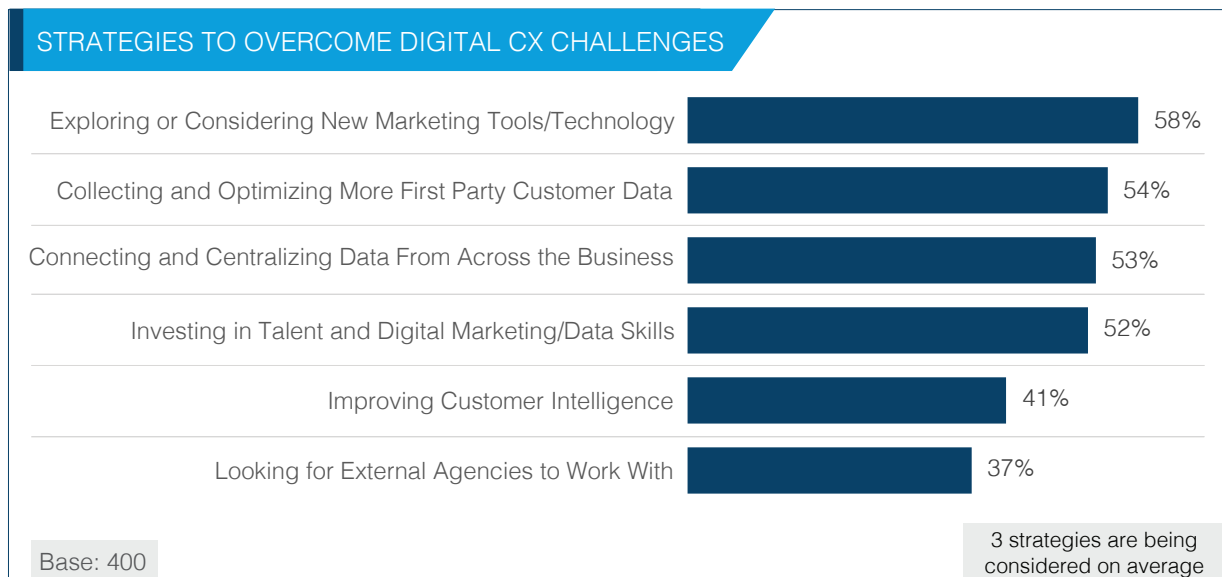 STRATEGIES TO OVERCOME DIGITAL CX CHALLENGES
Exploring or Considering New Marketing Tools/Technology 58%
Collecting and Optimizing More First Party Customer Data 54%
Connecting and Centralizing Data From Across the Business 53%
Investing in Talent and Digital Marketing/Data Skills 52%
Improving Customer Intelligence 41%
Looking for External Agencies to Work With 37%
Base: 400
3 strategies are being
considered on average